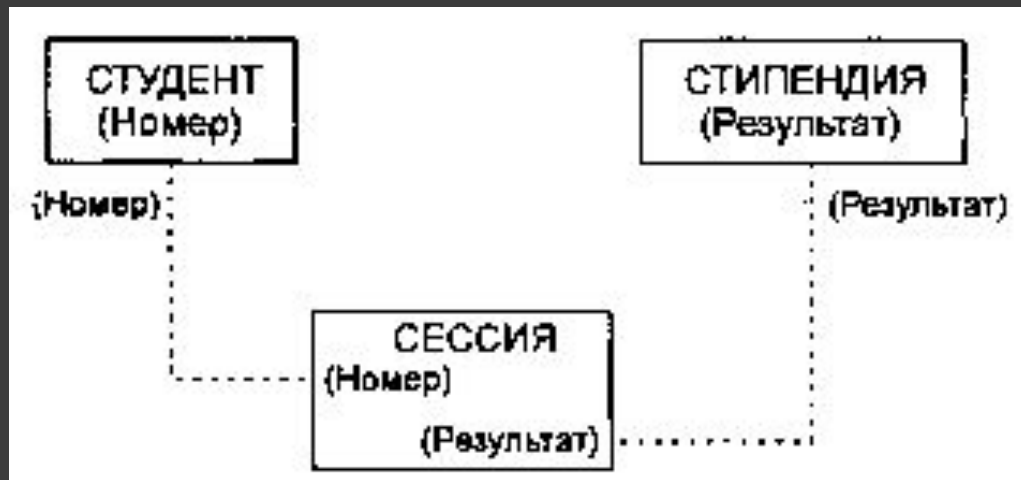 СТУДЕНТ
(Номер)
СТИПЕНДИЯ
(Результат)
(Номер)
(Результат)
СЕССИЯ
(Номер)
(Результат)